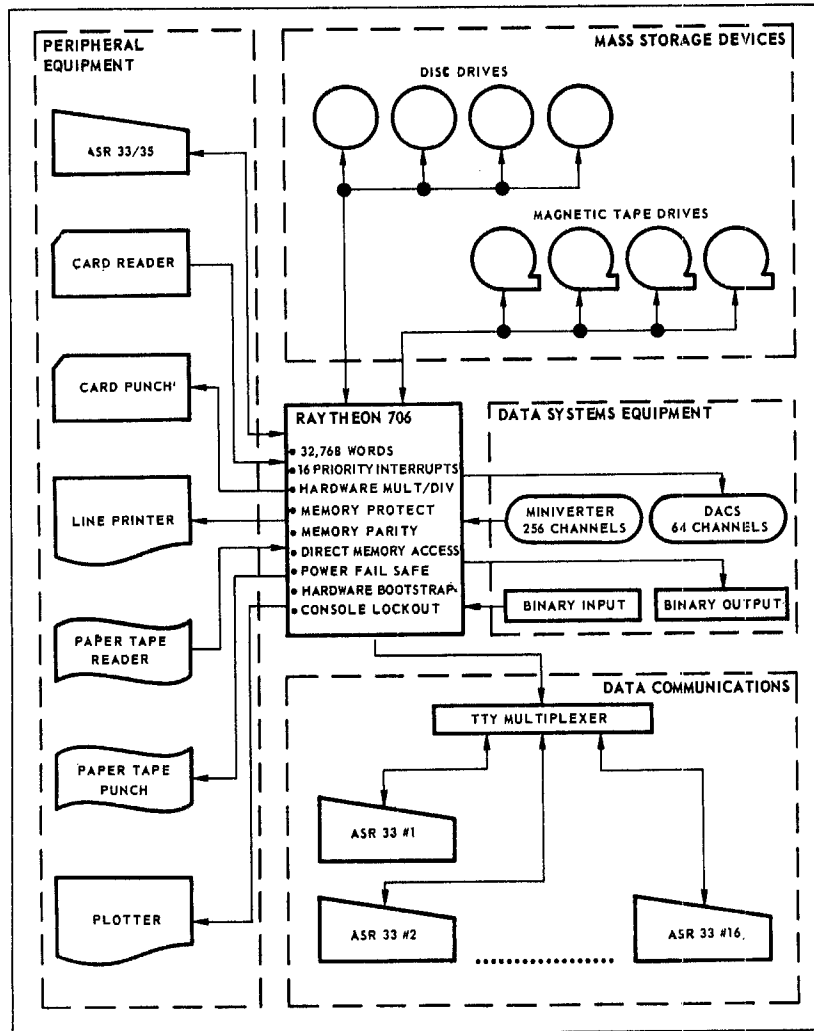 PERIPHERAL
EQUIPMENT
ASR 33/35
CARD READER
CARD PUNCH
LINE PRINTER
PAPER TAPE
READER
PAPER TAPE
PUNCH
PLOTTER
MASS STORAGE DEVICES
DISC DRIVES
MAGNETIC TAPE DRIVES
RAYTHEON 706
• 32,768 WORDS
• 16 PRIORITY INTERRUPTS
• HARDWARE MULT/DIV
• MEMORY PROTECT
• MEMORY PARITY
• DIRECT MEMORY ACCESS
• POWER FAIL SAFE
• HARDWARE BOOTSTRAP
• CONSOLE LOCKOUT
DATA SYSTEMS EQUIPMENT
MINIVERTER
256 CHANNELS
DACS
64 CHANNELS
BINARY INPUT
BINARY OUTPUT
DATA COMMUNICATIONS
TTY MULTIPLEXER
ASR 33 #1
ASR 33 #2
ASR 33 #16